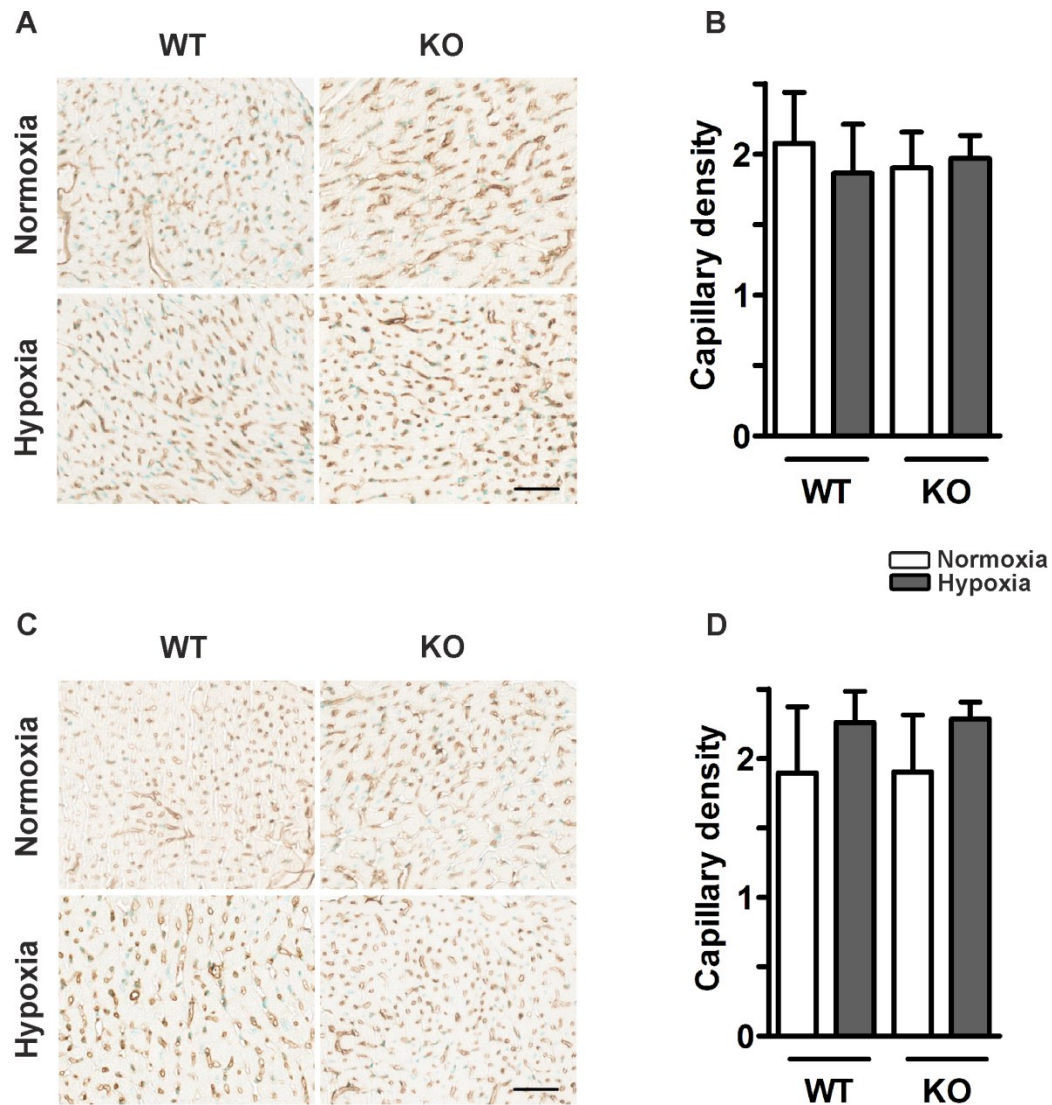 A
WT
KO
Normoxia
Hypoxia
B
Capillary density
2
1
0
WT
KO
Normoxia
Hypoxia
C
WT
KO
Normoxia
Hypoxia
D
Capillary density
2
1
0
WT
KO